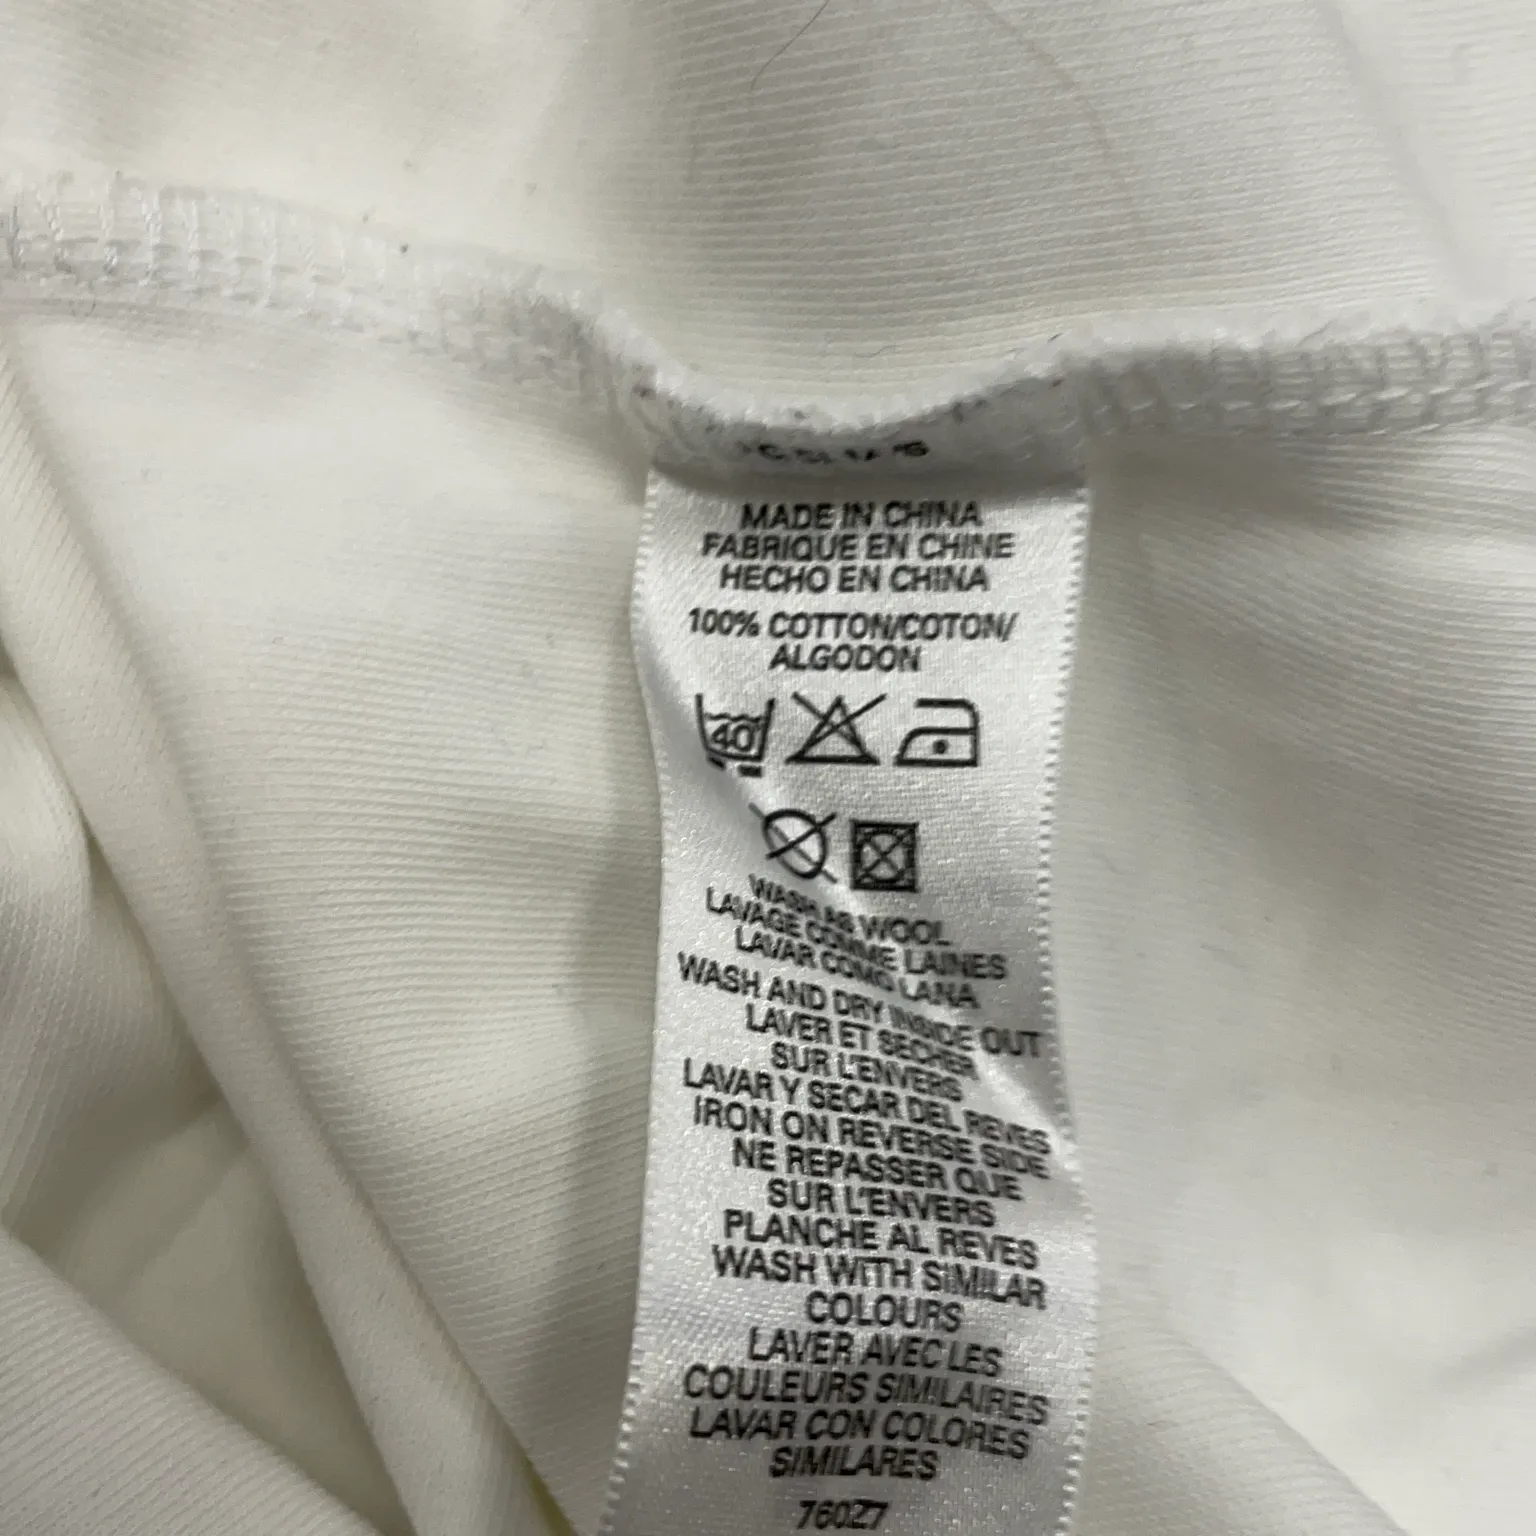 MADE IN CHINA
FABRIQUE EN CHINE
HECHO EN CHINA
100% COTTON/COTON/
ALGODON
40
WASH AS WOOL
LAVAGE COMME LAINES
LAVAR COMO LANA
WASH AND DRY INSIDE OUT
LAVER ET SECHER
SUR L'ENVERS
LAVAR Y SECAR DEL REVES
IRON ON REVERSE SIDE
NE REPASSER QUE
SUR L'ENVERS
PLANCHE AL REVES
WASH WITH SIMILAR
COLOURS
LAVER AVEC LES
COULEURS SIMILAIRES
LAVAR CON COLORES
SIMILARES
76027